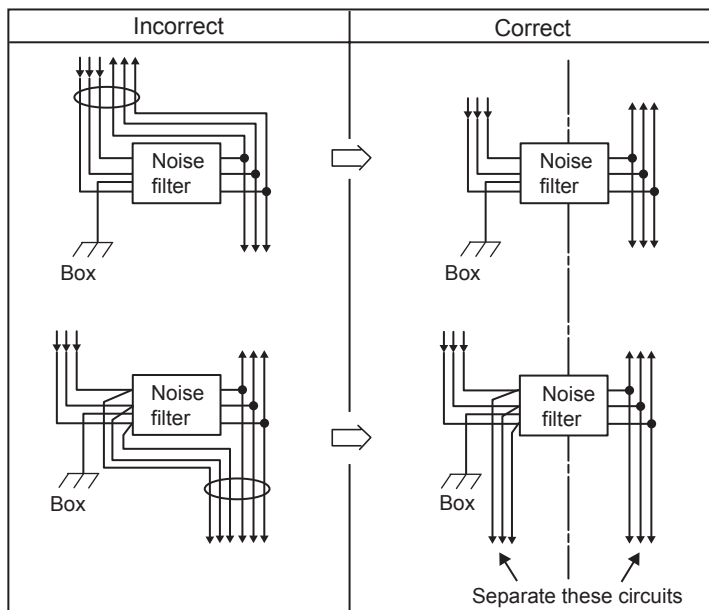 Incorrect
Correct
Noise
filter
Box
Noise
filter
Box
Noise
filter
Box
Noise
filter
Box
Separate these circuits